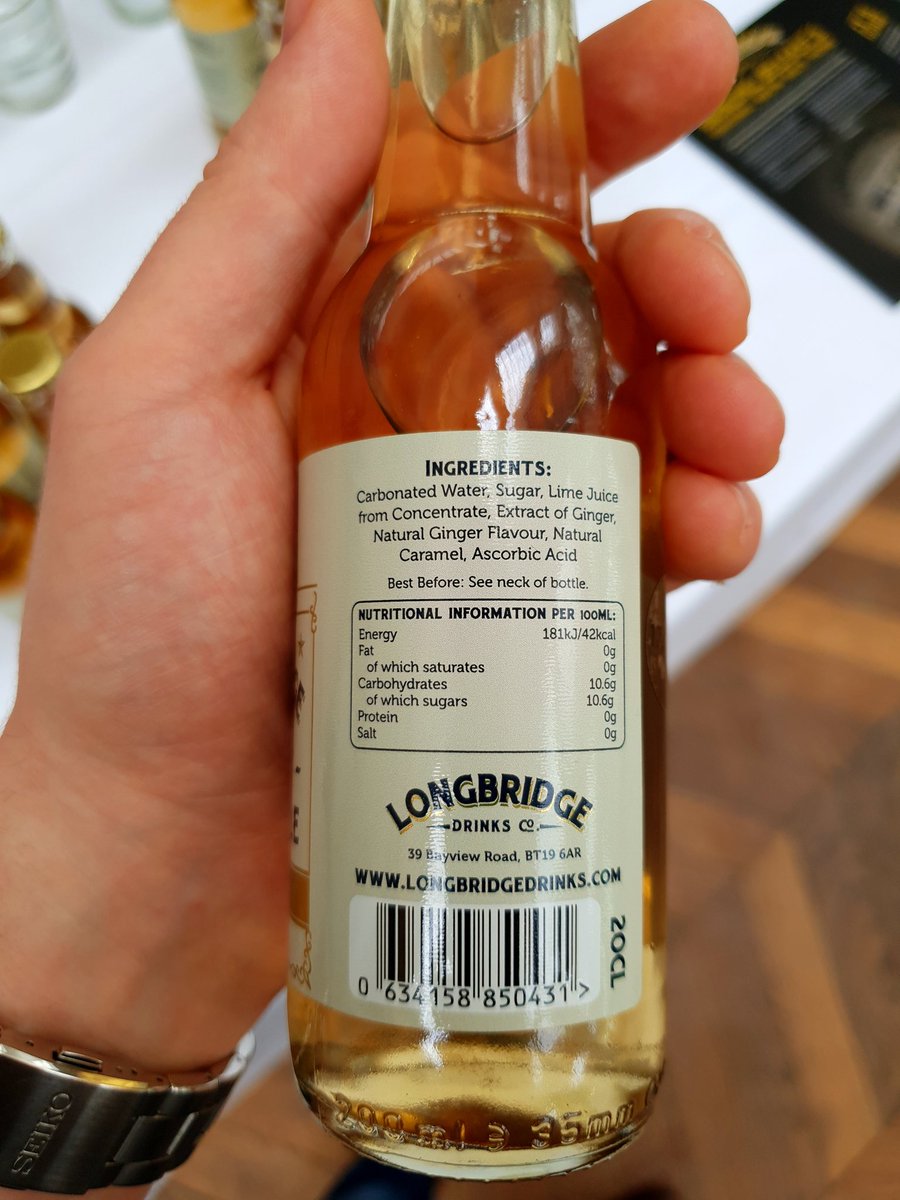 INGREDIENTS:
Carbonated Water, Sugar, Lime Juice
from Concentrate, Extract of Ginger,
Natural Ginger Flavour, Natural
Caramel, Ascorbic Acid
Best Before: See neck of bottle.
NUTRITIONAL INFORMATION PER 100ML:
Energy 181kJ/42kcal
Fat 0g
of which saturates 0g
Carbohydrates 10.6g
of which sugars 10.6g
Protein 0g
Salt 0g
LONGBRIDGE
DRINKS Co.
39 Bayview Road, BT19 6AR
WWW.LONGBRIDGEDRINKS.COM
20CL
0 634158 850431 >
200ml 3 35mm
SEIKO